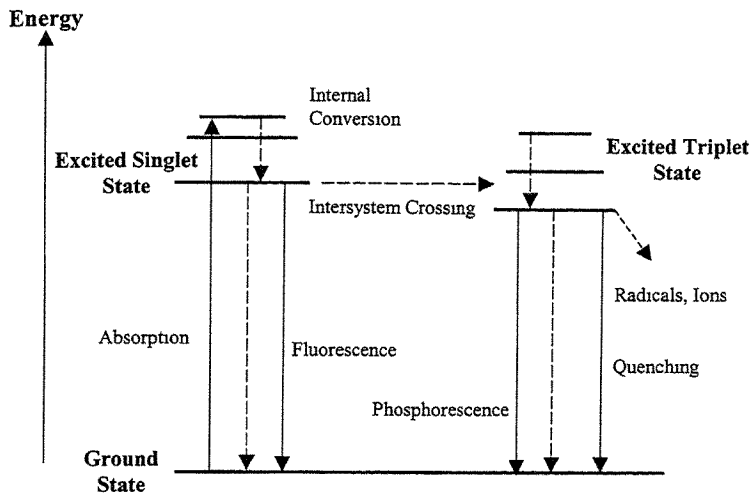 Energy
Internal
Conversion
Excited Singlet
State
Excited Triplet
State
Intersystem Crossing
Radicals, Ions
Absorption
Fluorescence
Quenching
Phosphorescence
Ground
State